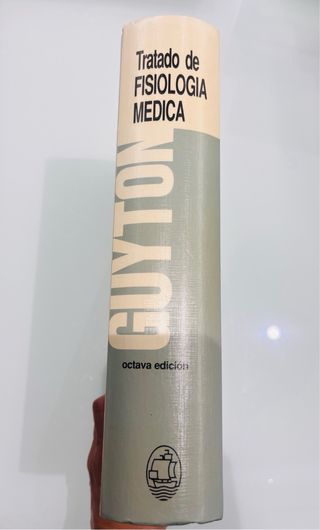 Tratado de
FISIOLOGIA
MEDICA
GUYTON
octava edición